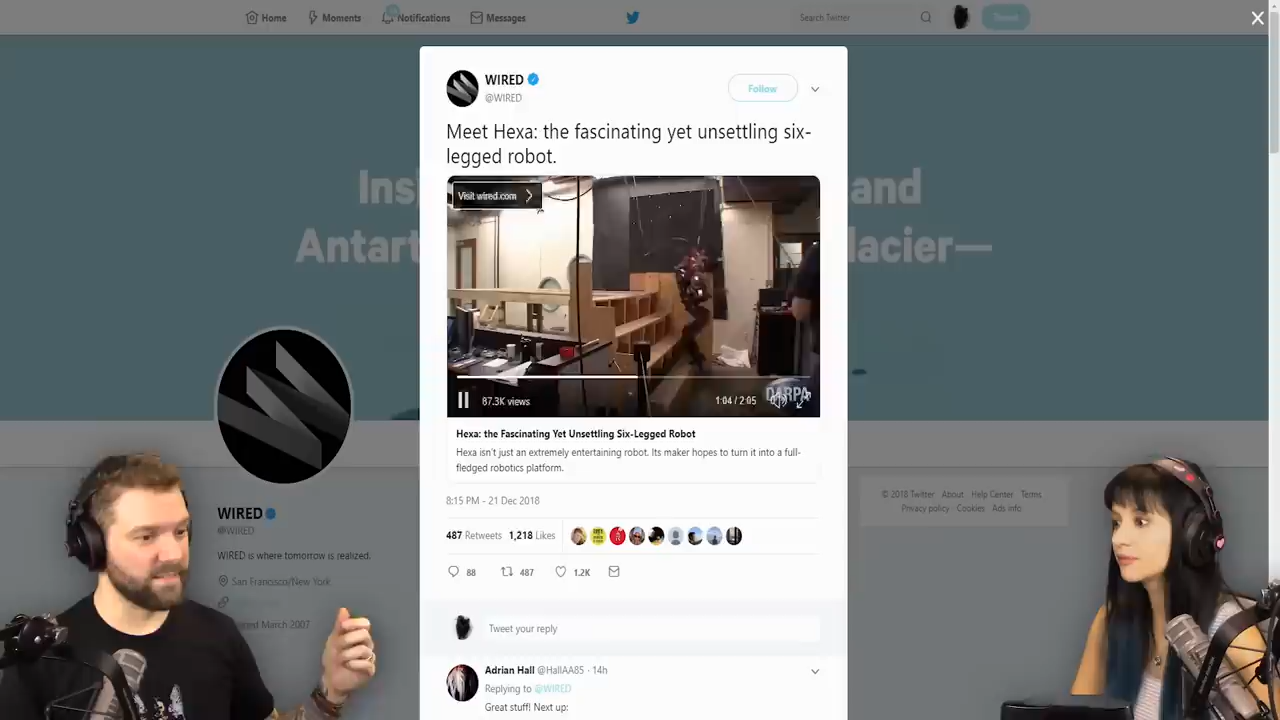 Home
Moments
Notifications
Messages
Search Twitter
Tweet
WIRED
@WIRED
Follow
Meet Hexa: the fascinating yet unsettling six-
legged robot.
Visit wired.com
87.3K views
1:04 / 2:05
DARPA
Hexa: the Fascinating Yet Unsettling Six-Legged Robot
Hexa isn't just an extremely entertaining robot. Its maker hopes to turn it into a full-
fledged robotics platform.
8:15 PM - 21 Dec 2018
487 Retweets 1,218 Likes
88 487 1.2K
Tweet your reply
Adrian Hall @HallAA85 · 14h
Replying to @WIRED
Great stuff! Next up:
and
lacier—
WIRED
@WIRED
WIRED is where tomorrow is realized.
San Francisco/New York
March 2007
© 2018 Twitter About Help Center Terms
Privacy policy Cookies Ads info